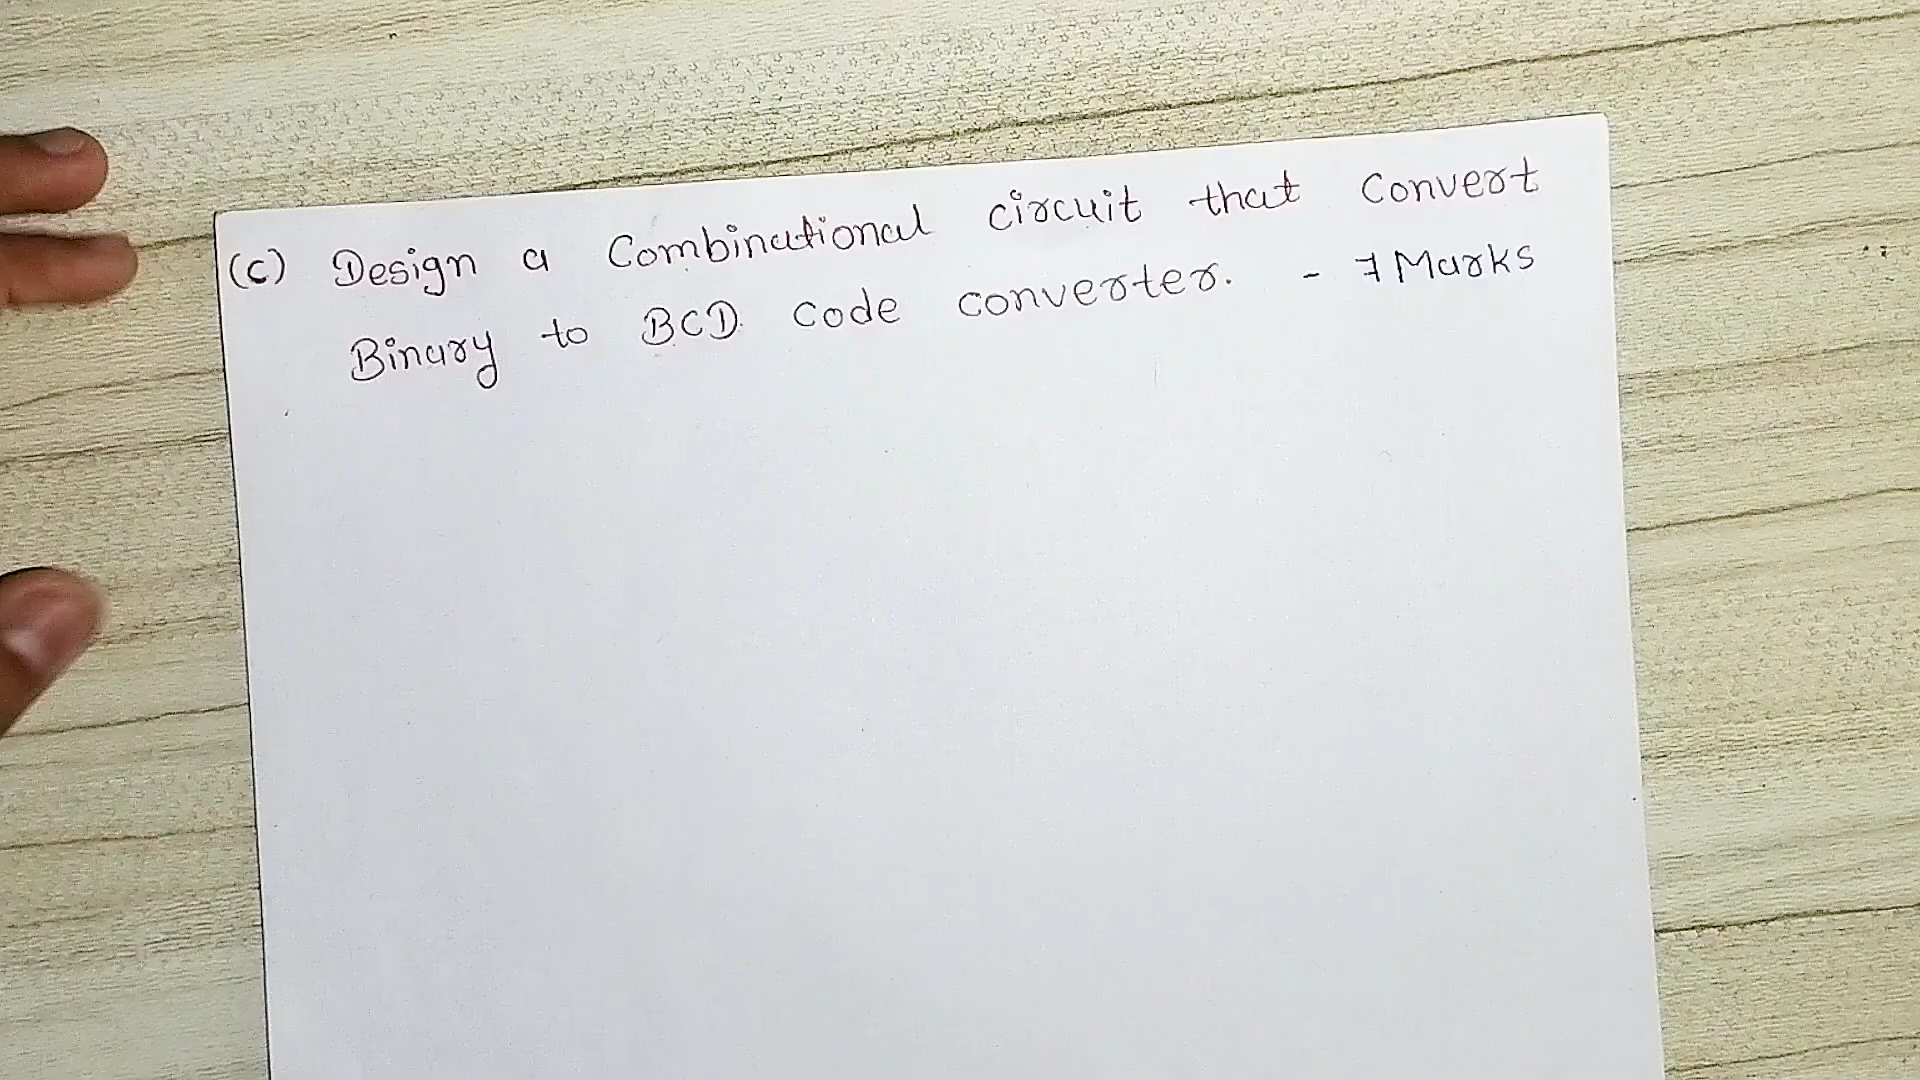 (C) Design a Combinational circuit that Convert
Binary to BCD Code converter. - 7 Marks